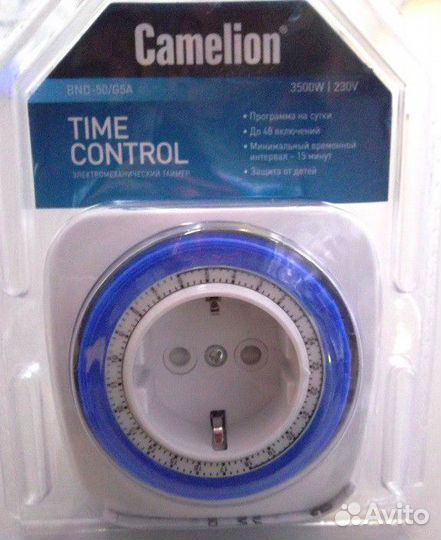 Camelion®
BND-50/G5A
3500W | 230V
TIME
CONTROL
ЭЛЕКТРОМЕХАНИЧЕСКИЙ ТАЙМЕР
• Программа на сутки
• До 48 включений
• Минимальный временной
интервал – 15 минут
• Защита от детей
Avito